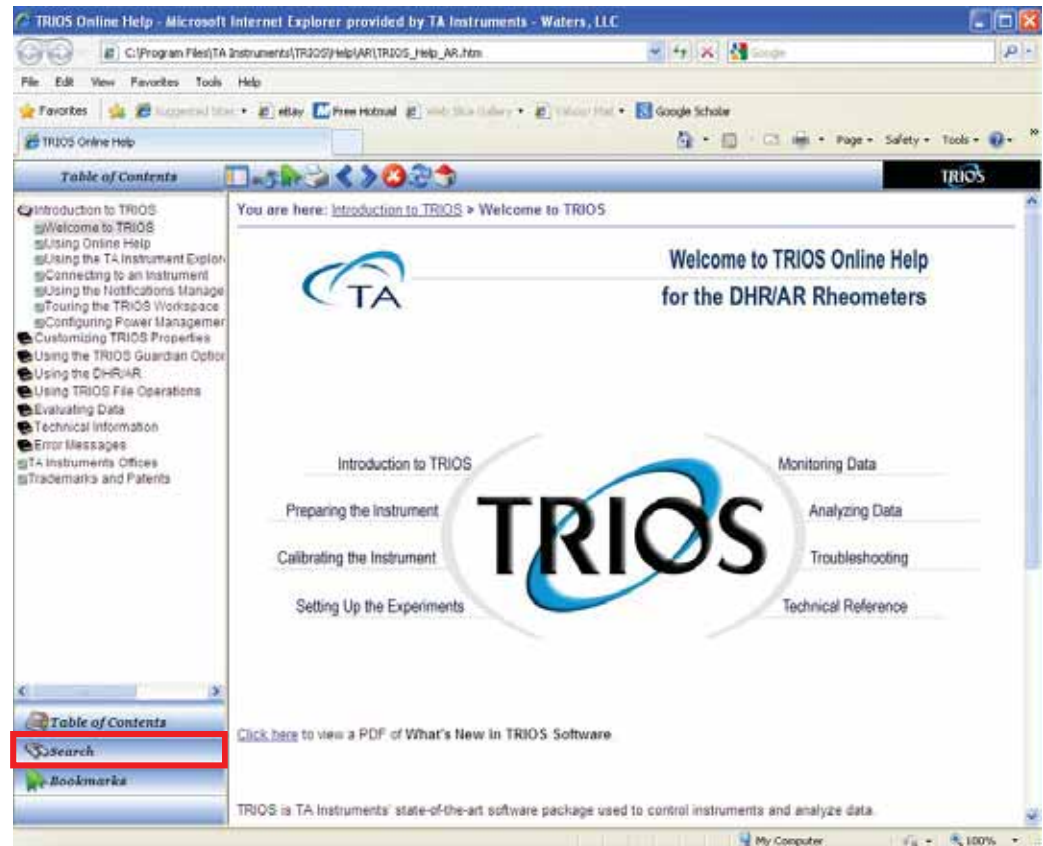 TRIOS Online Help - Microsoft Internet Explorer provided by TA Instruments - Waters, LLC
C:\Program Files\TA Instruments\TRIOS\Help\AR\TRIOS_Help_AR.htm
Google
File Edit View Favorites Tools Help
Favorites eBay Free Hotmail Google Scholar
TRIOS Online Help
Page Safety Tools
Table of Contents
TRIOS
Introduction to TRIOS
Welcome to TRIOS
Using Online Help
Using the TA Instrument Explor
Connecting to an Instrument
Using the Notifications Manage
Touring the TRIOS Workspace
Configuring Power Managemer
Customizing TRIOS Properties
Using the TRIOS Guardian Option
Using the DHR/AR
Using TRIOS File Operations
Evaluating Data
Technical Information
Error Messages
TA Instruments Offices
Trademarks and Patents
Table of Contents
Search
Bookmarks
You are here: Introduction to TRIOS > Welcome to TRIOS
TA
Welcome to TRIOS Online Help
for the DHR/AR Rheometers
Introduction to TRIOS
Preparing the Instrument
Calibrating the Instrument
Setting Up the Experiments
TRIOS
Monitoring Data
Analyzing Data
Troubleshooting
Technical Reference
Click here to view a PDF of What's New in TRIOS Software
TRIOS is TA Instruments' state-of-the-art software package used to control instruments and analyze data.
My Computer
100%